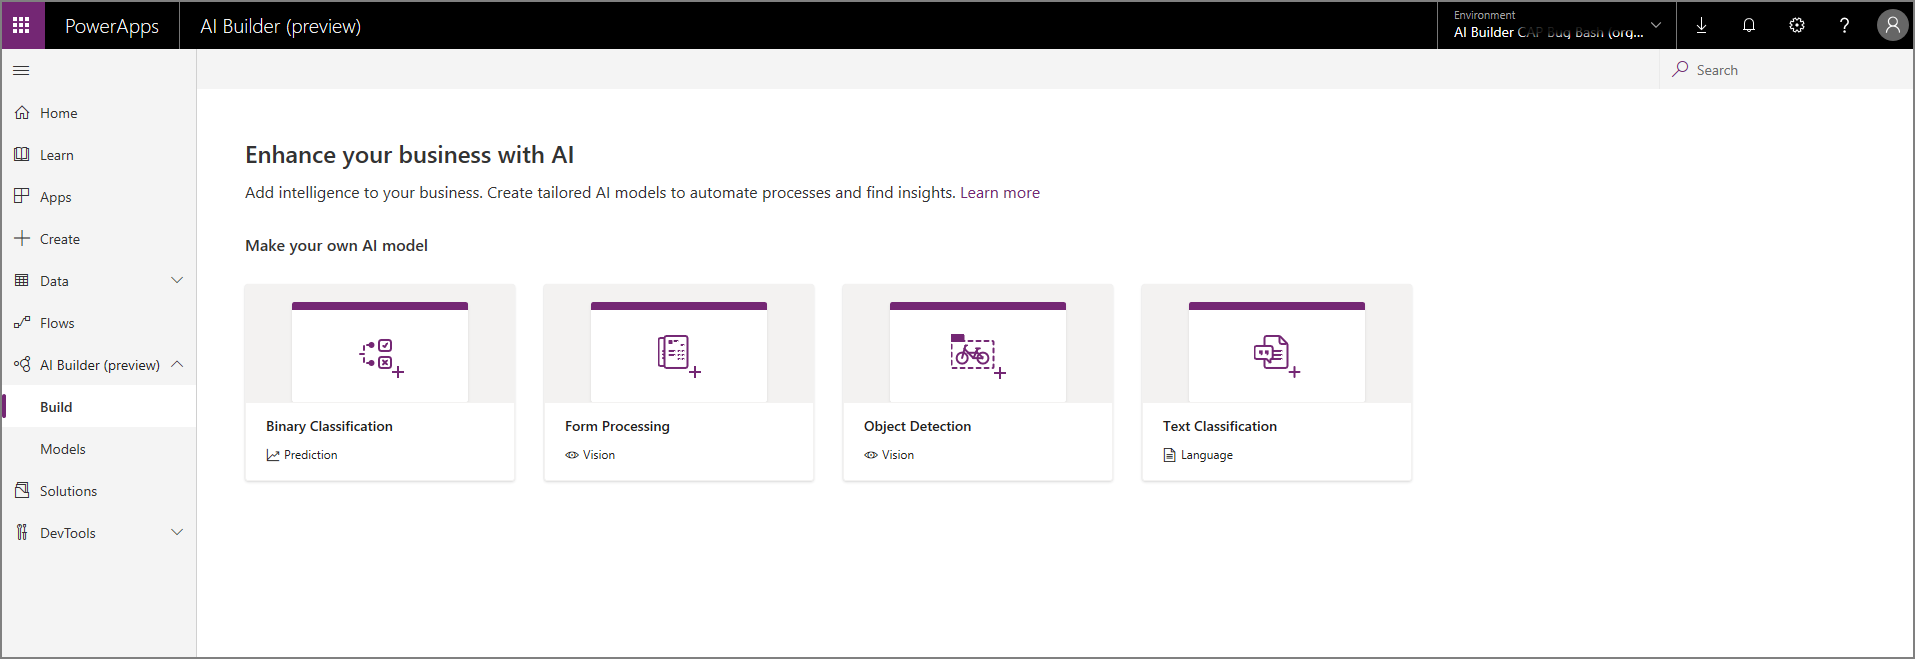 PowerApps
AI Builder (preview)
Environment
AI Builder CAP Bug Bash (org...
?
Search
Home
Learn
Apps
Create
Data
Flows
AI Builder (preview)
Build
Models
Solutions
DevTools
Enhance your business with AI
Add intelligence to your business. Create tailored AI models to automate processes and find insights. Learn more
Make your own AI model
Binary Classification
Prediction
Form Processing
Vision
Object Detection
Vision
Text Classification
Language